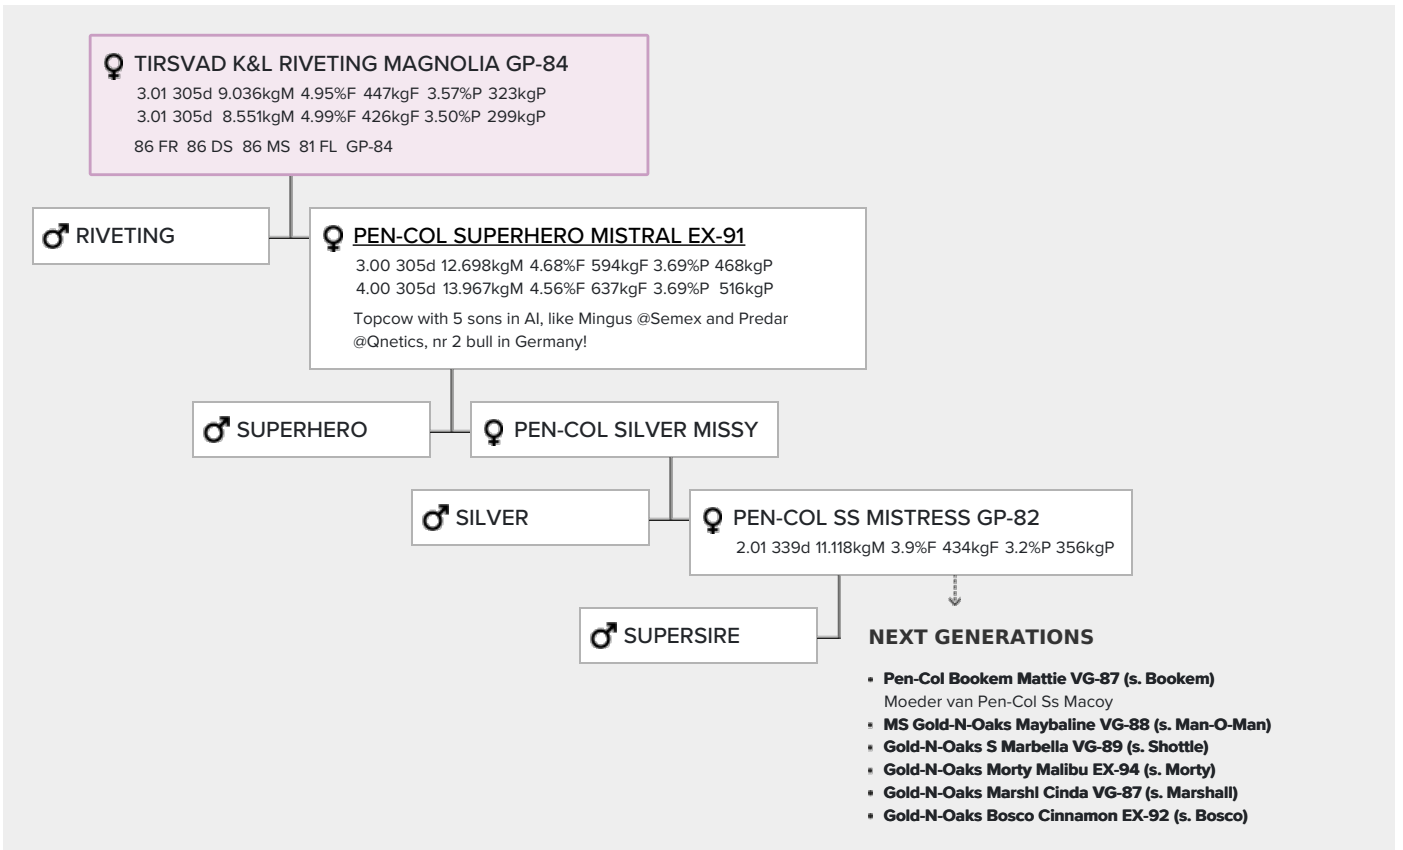 TIRSVAD K&L RIVETING MAGNOLIA GP-84
3.01 305d 9.036kgM 4.95%F 447kgF 3.57%P 323kgP
3.01 305d 8.551kgM 4.99%F 426kgF 3.50%P 299kgP
86 FR 86 DS 86 MS 81 FL GP-84
RIVETING
PEN-COL SUPERHERO MISTRAL EX-91
3.00 305d 12.698kgM 4.68%F 594kgF 3.69%P 468kgP
4.00 305d 13.967kgM 4.56%F 637kgF 3.69%P 516kgP
Topcow with 5 sons in AI, like Mingus @Semex and Predar
@Qnetics, nr 2 bull in Germany!
SUPERHERO
PEN-COL SILVER MISSY
SILVER
PEN-COL SS MISTRESS GP-82
2.01 339d 11.118kgM 3.9%F 434kgF 3.2%P 356kgP
SUPERSIRE
NEXT GENERATIONS
• Pen-Col Bookem Mattie VG-87 (s. Bookem)
Moeder van Pen-Col Ss Macoy
• MS Gold-N-Oaks Maybaline VG-88 (s. Man-O-Man)
• Gold-N-Oaks S Marbella VG-89 (s. Shottle)
• Gold-N-Oaks Morty Malibu EX-94 (s. Morty)
• Gold-N-Oaks Marshl Cinda VG-87 (s. Marshall)
• Gold-N-Oaks Bosco Cinnamon EX-92 (s. Bosco)